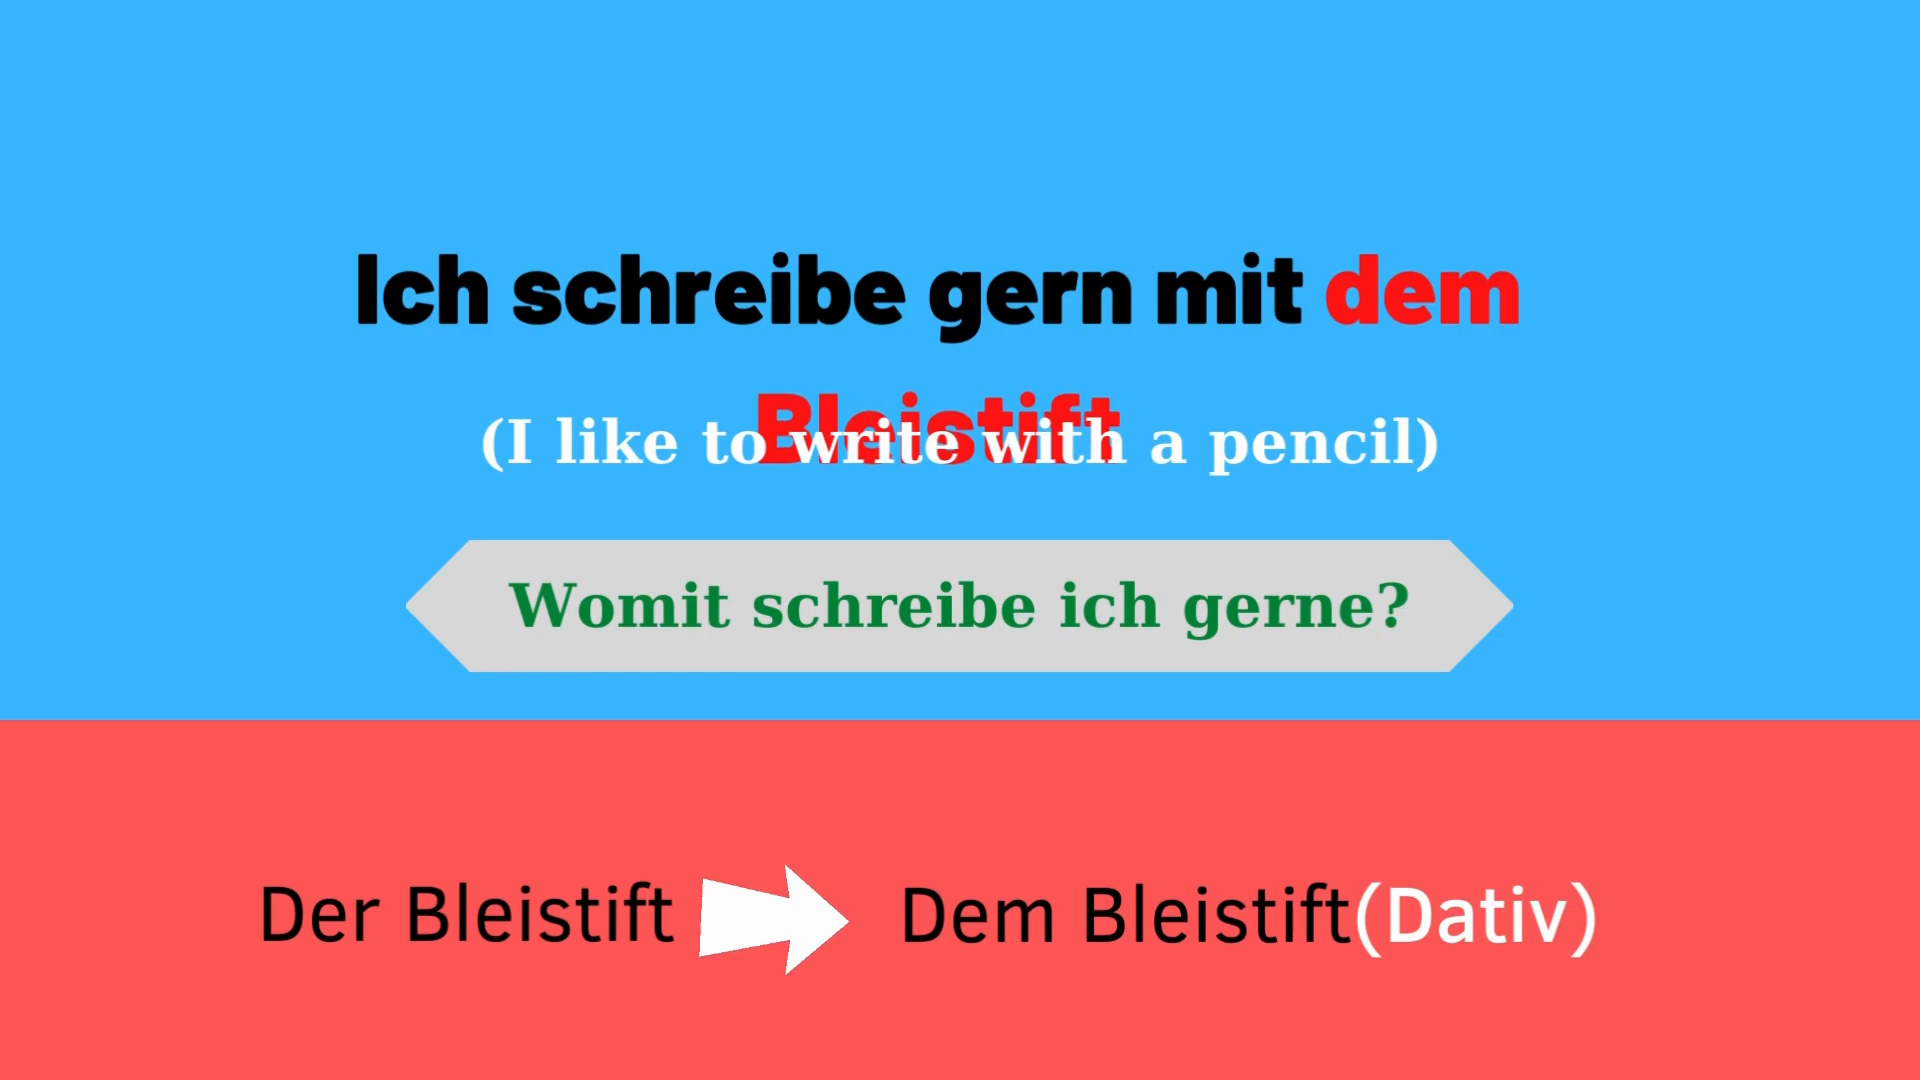 Ich schreibe gern mit dem
Bleistift
(I like to write with a pencil)
Womit schreibe ich gerne?
Der Bleistift Dem Bleistift(Dativ)